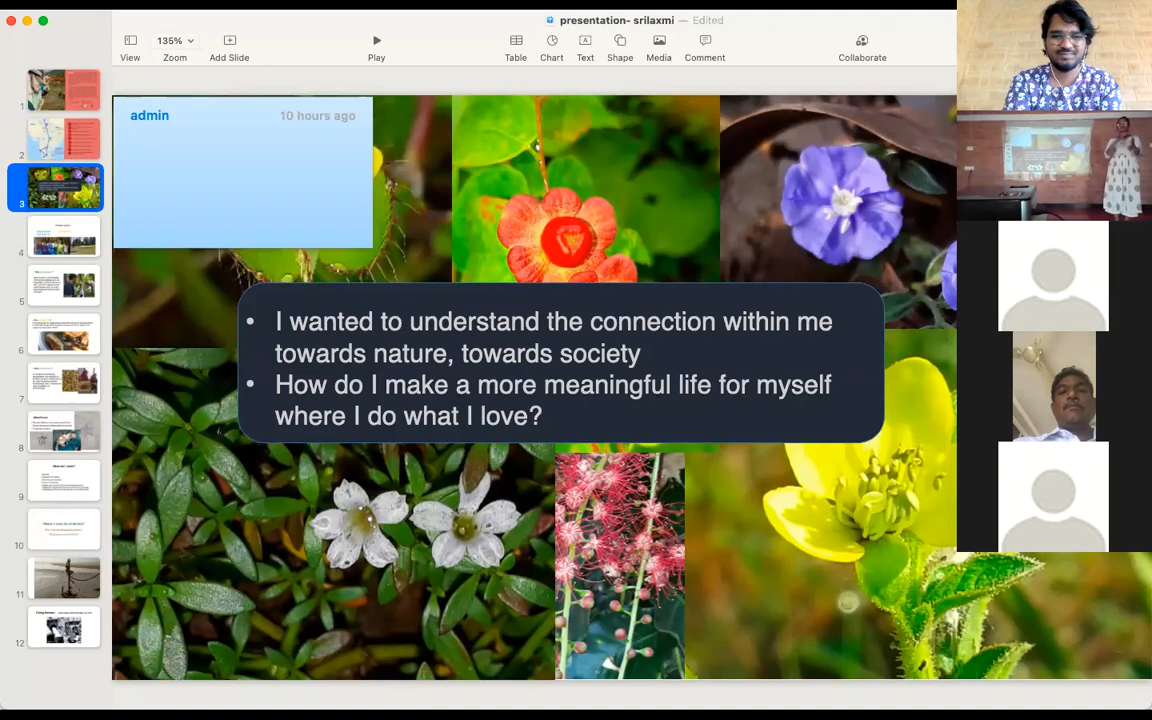 presentation- srilaxmi — Edited
135%
View
Zoom
Add Slide
Play
Table
Chart
Text
Shape
Media
Comment
Collaborate
admin
10 hours ago
• I wanted to understand the connection within me
towards nature, towards society
• How do I make a more meaningful life for myself
where I do what I love?
1
2
3
4
5
6
7
8
9
10
11
12